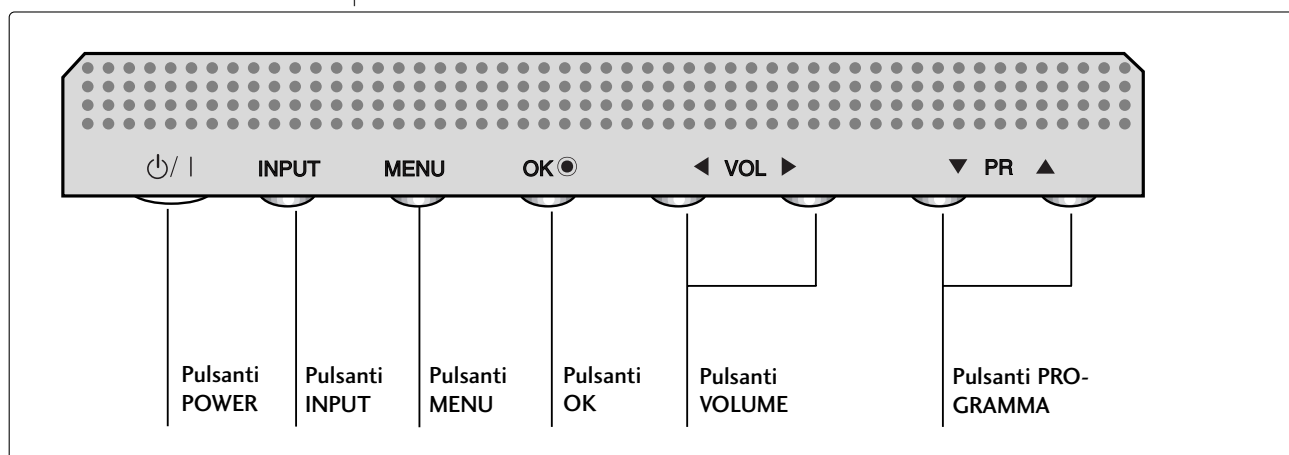 ⏻/ I INPUT MENU OK◉ ◀ VOL ▶ ▼ PR ▲
Pulsanti
POWER
Pulsanti
INPUT
Pulsanti
MENU
Pulsanti
OK
Pulsanti
VOLUME
Pulsanti PRO-
GRAMMA